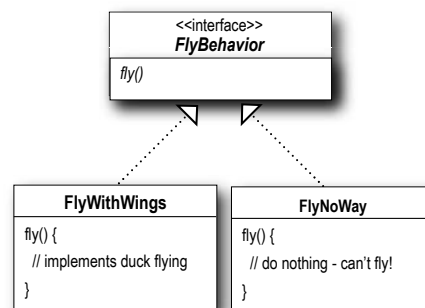 <<interface>>
FlyBehavior
fly()
FlyWithWings
fly() {
// implements duck flying
}
FlyNoWay
fly() {
// do nothing - can’t fly!
}